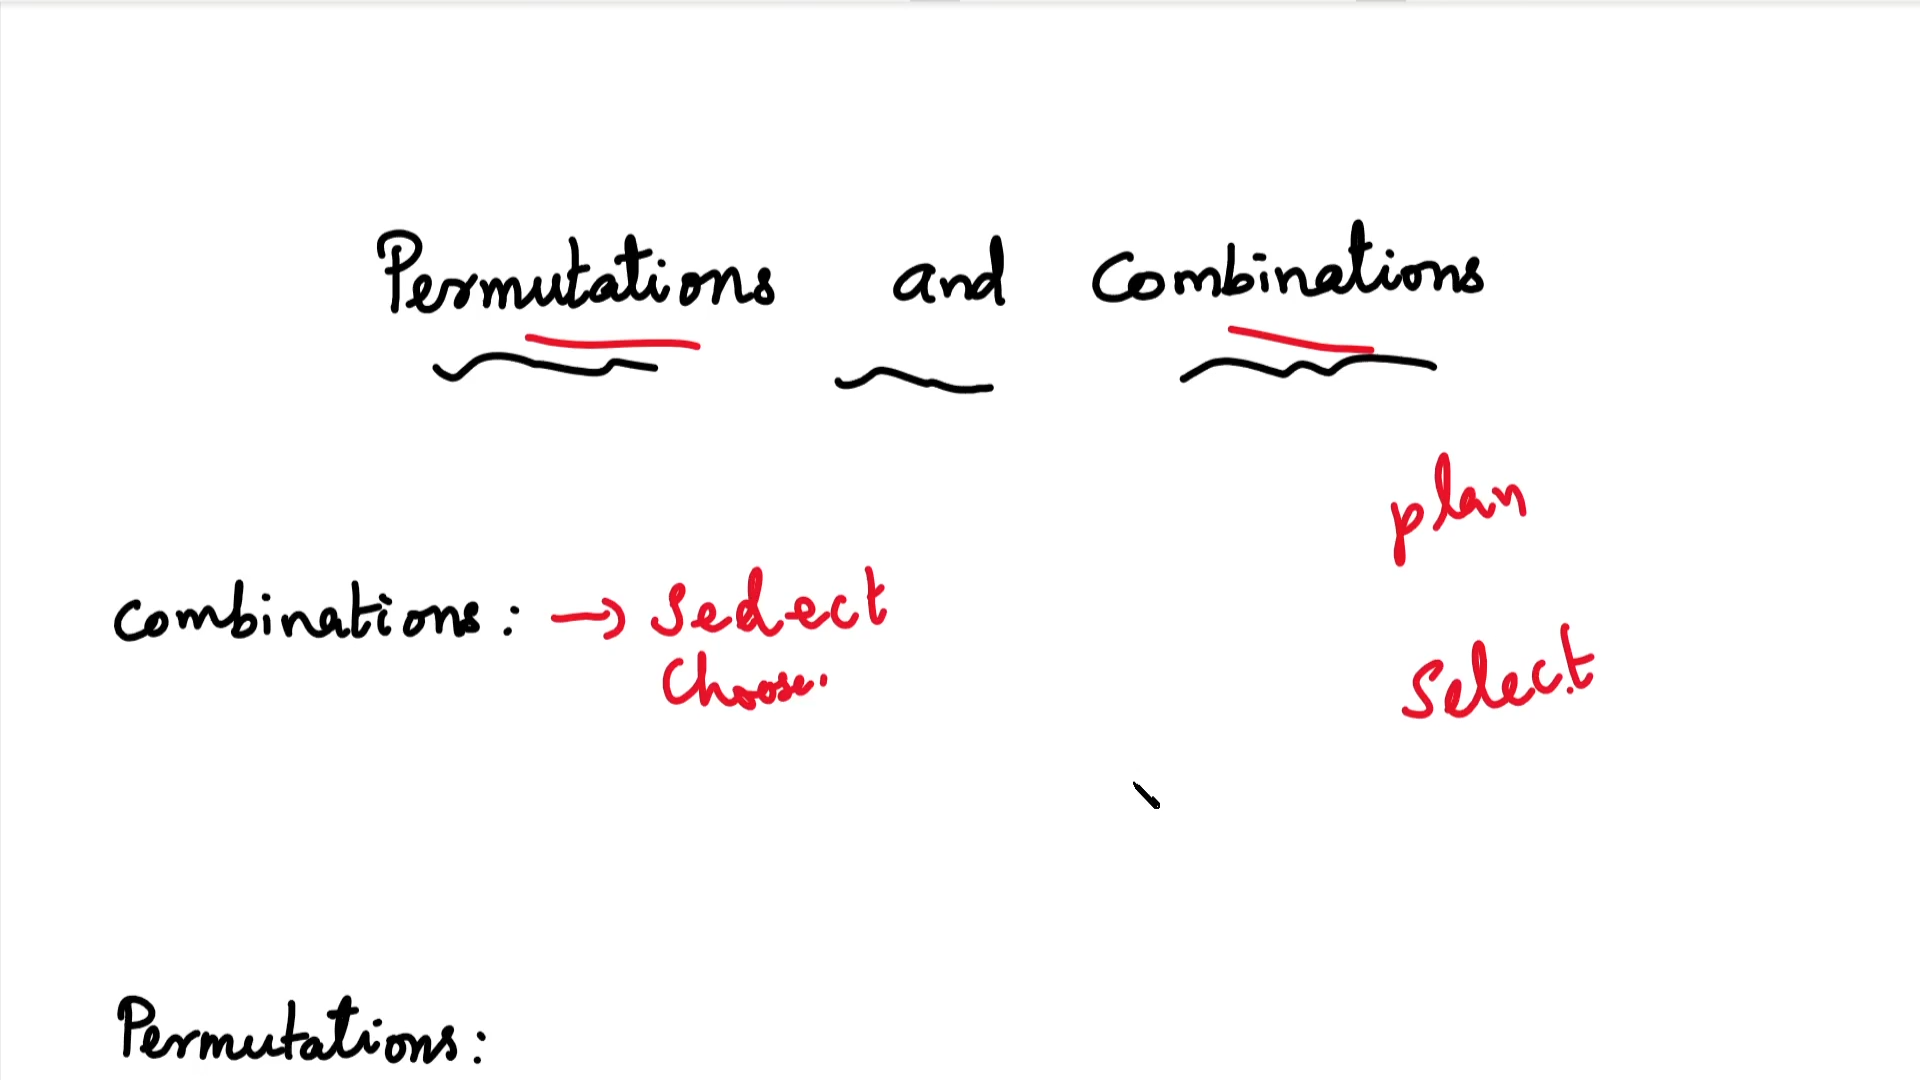 Permutations and Combinations
plan
Combinations: → Select
Choose.
Select
Permutations: